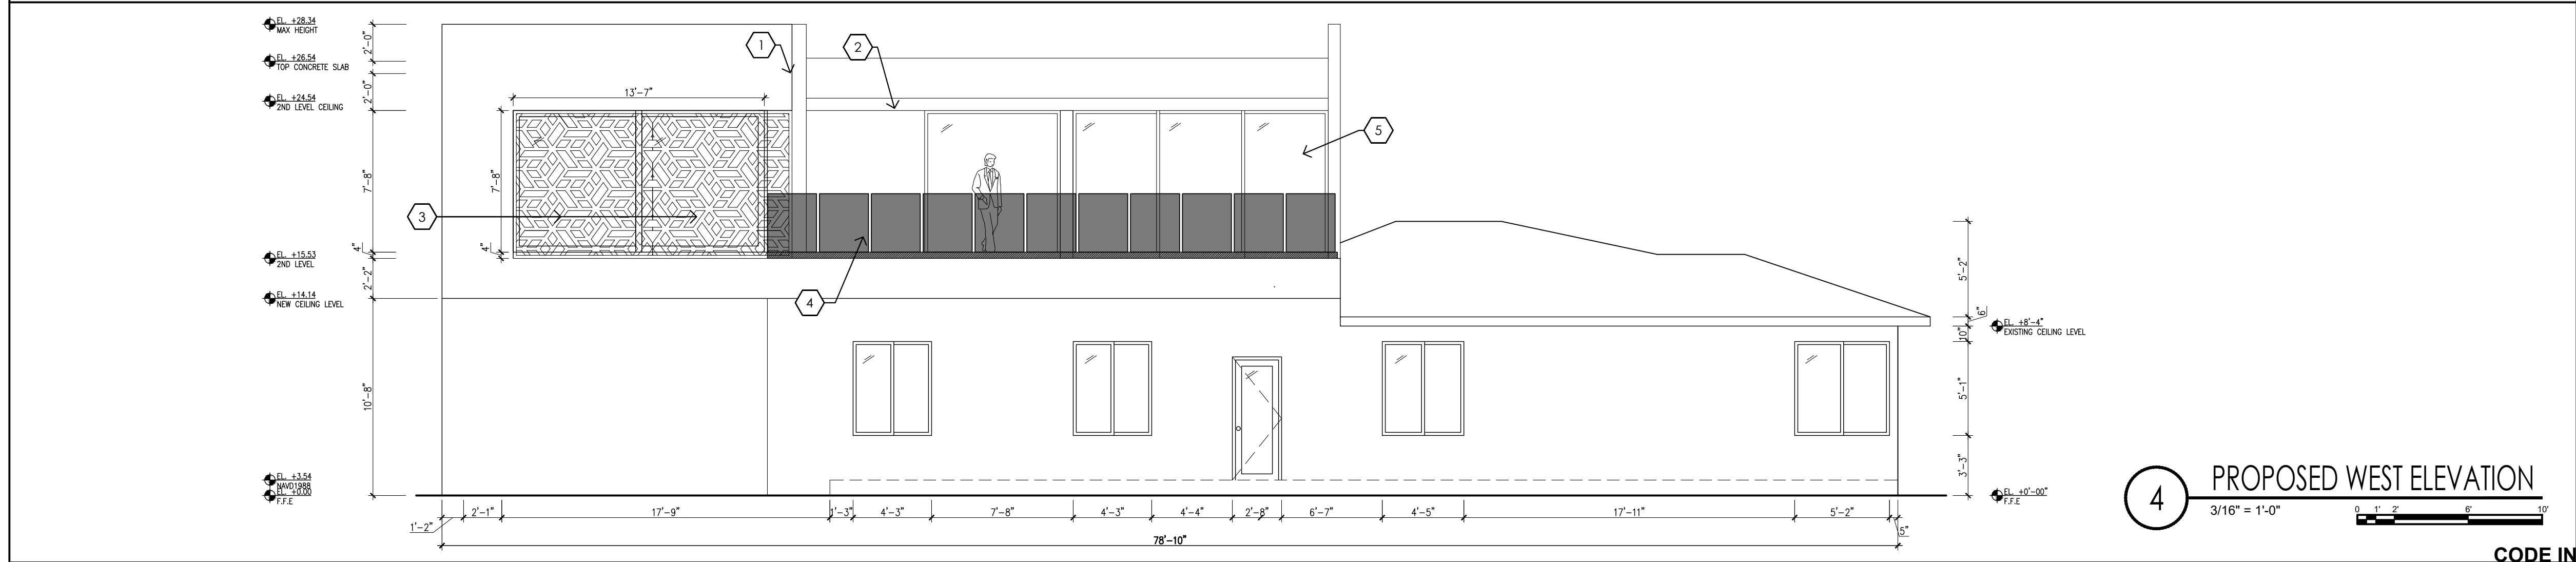 EL. +28.34
MAX HEIGHT
2'-0"
EL. +26.54
TOP CONCRETE SLAB
2'-0"
EL. +24.54
2ND LEVEL CEILING
7'-8"
4"
EL. +15.53
2ND LEVEL
2'-2"
EL. +14.14
NEW CEILING LEVEL
10'-8"
EL. +3.54
NAVD1988
EL. +0.00
F.F.E
1
2
13'-7"
7'-8"
4"
3
4
5
5'-2"
6"
10"
5'-1"
3'-3"
EL. +8'-4"
EXISTING CEILING LEVEL
EL. +0'-00"
F.F.E
1'-2" 2'-1" 17'-9" 1'-3" 4'-3" 7'-8" 4'-3" 4'-4" 2'-8" 6'-7" 4'-5" 17'-11" 5'-2" 5"
78'-10"
4
PROPOSED WEST ELEVATION
3/16" = 1'-0"
0 1' 2' 6' 10'
CODE IN